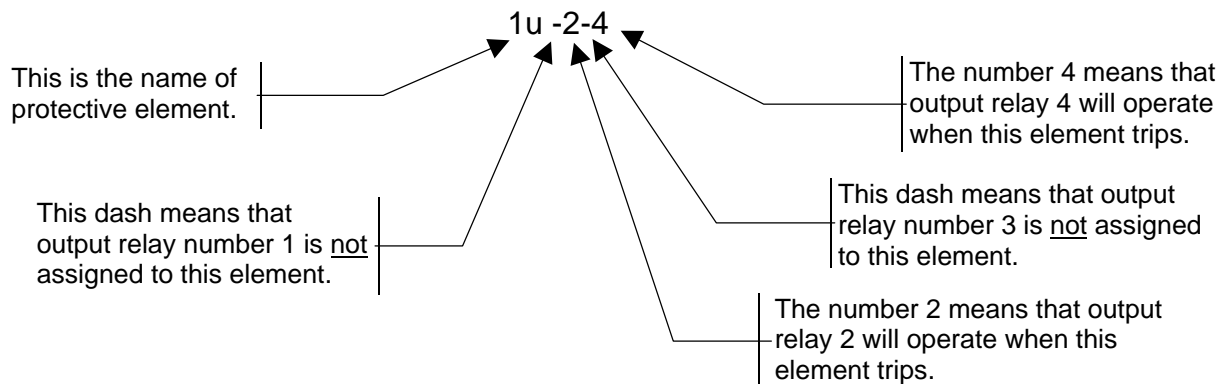 1u -2-4
This is the name of
protective element.
The number 4 means that
output relay 4 will operate
when this element trips.
This dash means that
output relay number 1 is not
assigned to this element.
This dash means that output
relay number 3 is not assigned
to this element.
The number 2 means that output
relay 2 will operate when this
element trips.